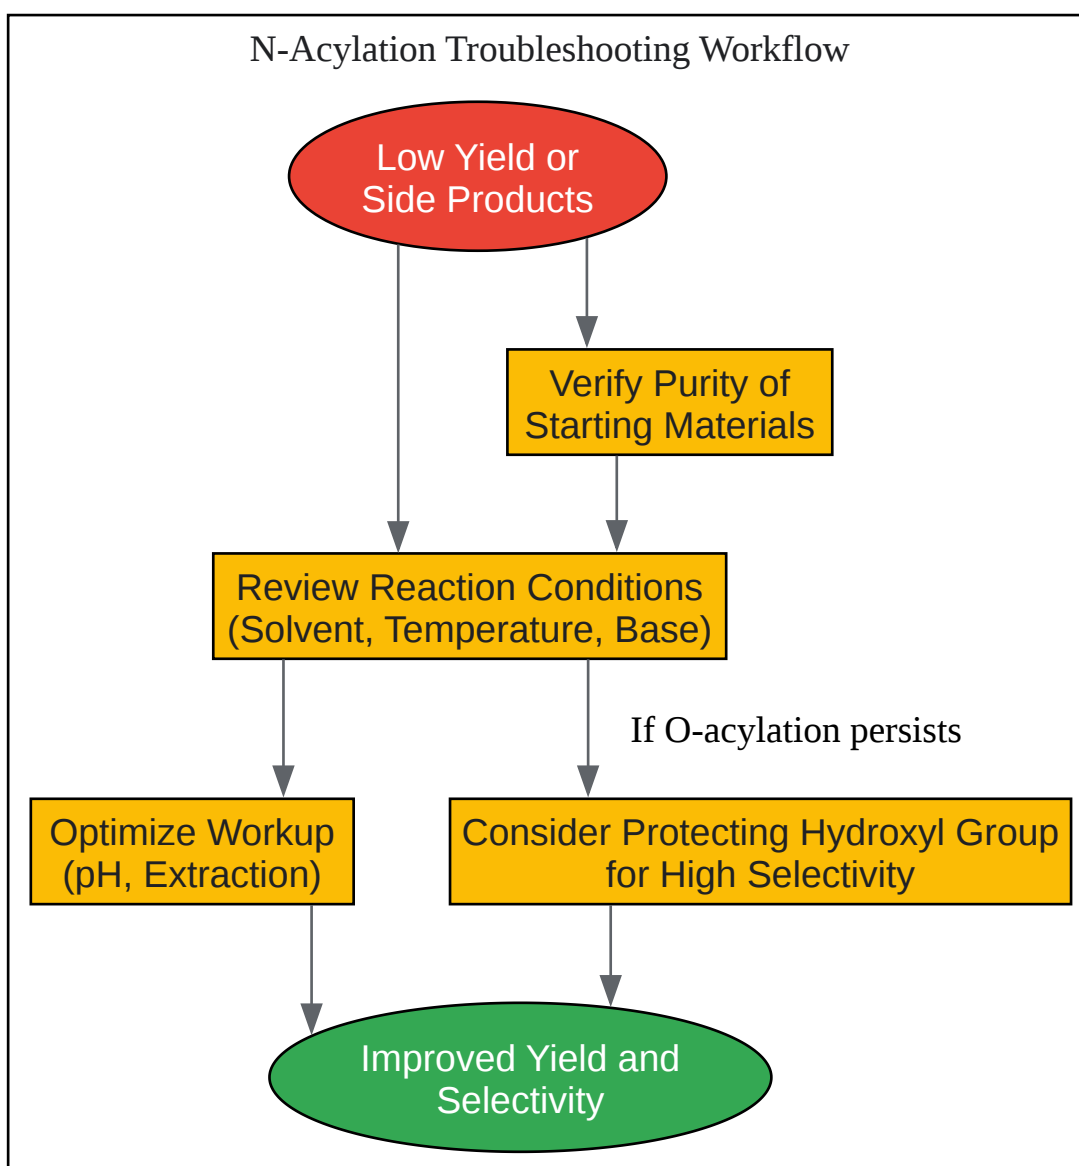 N-Acylation Troubleshooting Workflow
Low Yield or
Side Products
Verify Purity of
Starting Materials
Review Reaction Conditions
(Solvent, Temperature, Base)
If O-acylation persists
Optimize Workup
(pH, Extraction)
Consider Protecting Hydroxyl Group
for High Selectivity
Improved Yield and
Selectivity